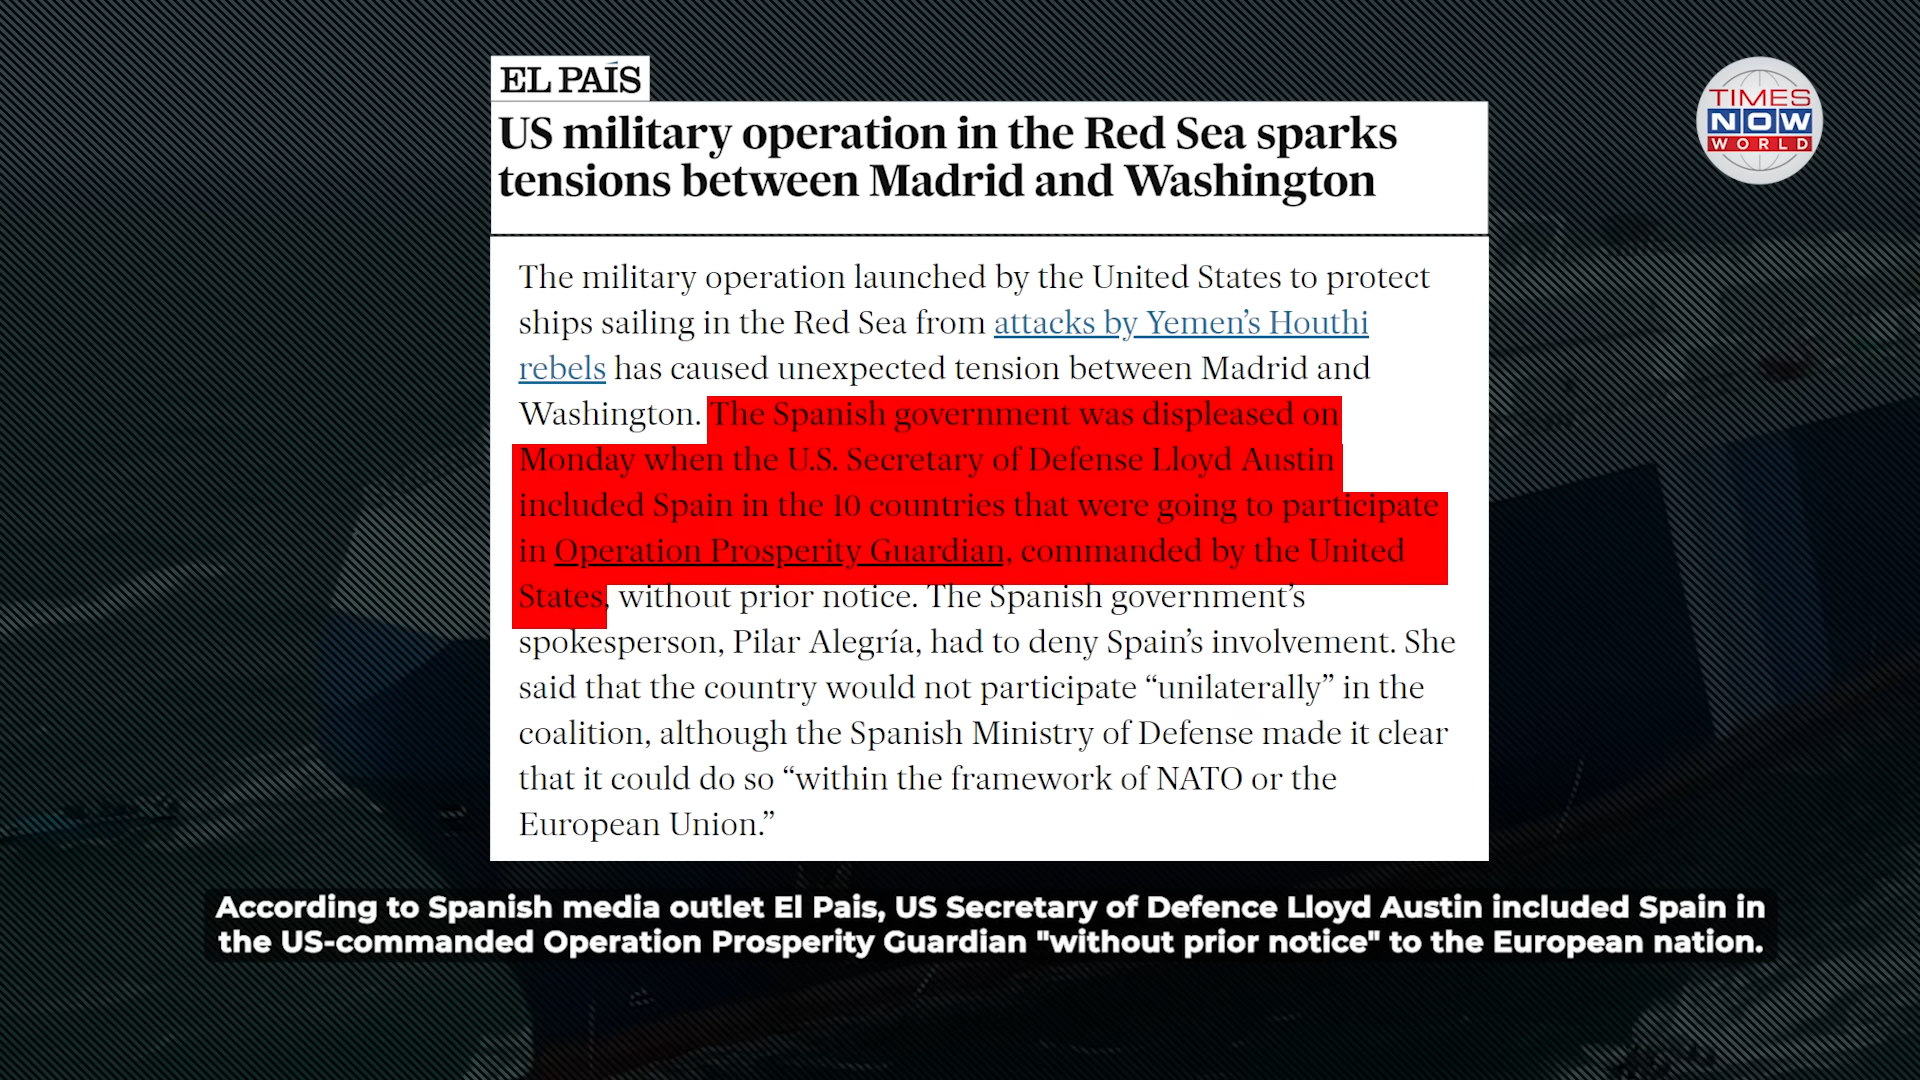 EL PAÍS
TIMES
NOW
WORLD
US military operation in the Red Sea sparks
tensions between Madrid and Washington
The military operation launched by the United States to protect
ships sailing in the Red Sea from attacks by Yemen’s Houthi
rebels has caused unexpected tension between Madrid and
Washington. The Spanish government was displeased on
Monday when the U.S. Secretary of Defense Lloyd Austin
included Spain in the 10 countries that were going to participate
in Operation Prosperity Guardian, commanded by the United
States, without prior notice. The Spanish government’s
spokesperson, Pilar Alegría, had to deny Spain’s involvement. She
said that the country would not participate “unilaterally” in the
coalition, although the Spanish Ministry of Defense made it clear
that it could do so “within the framework of NATO or the
European Union.”
According to Spanish media outlet El Pais, US Secretary of Defence Lloyd Austin included Spain in
the US-commanded Operation Prosperity Guardian "without prior notice" to the European nation.